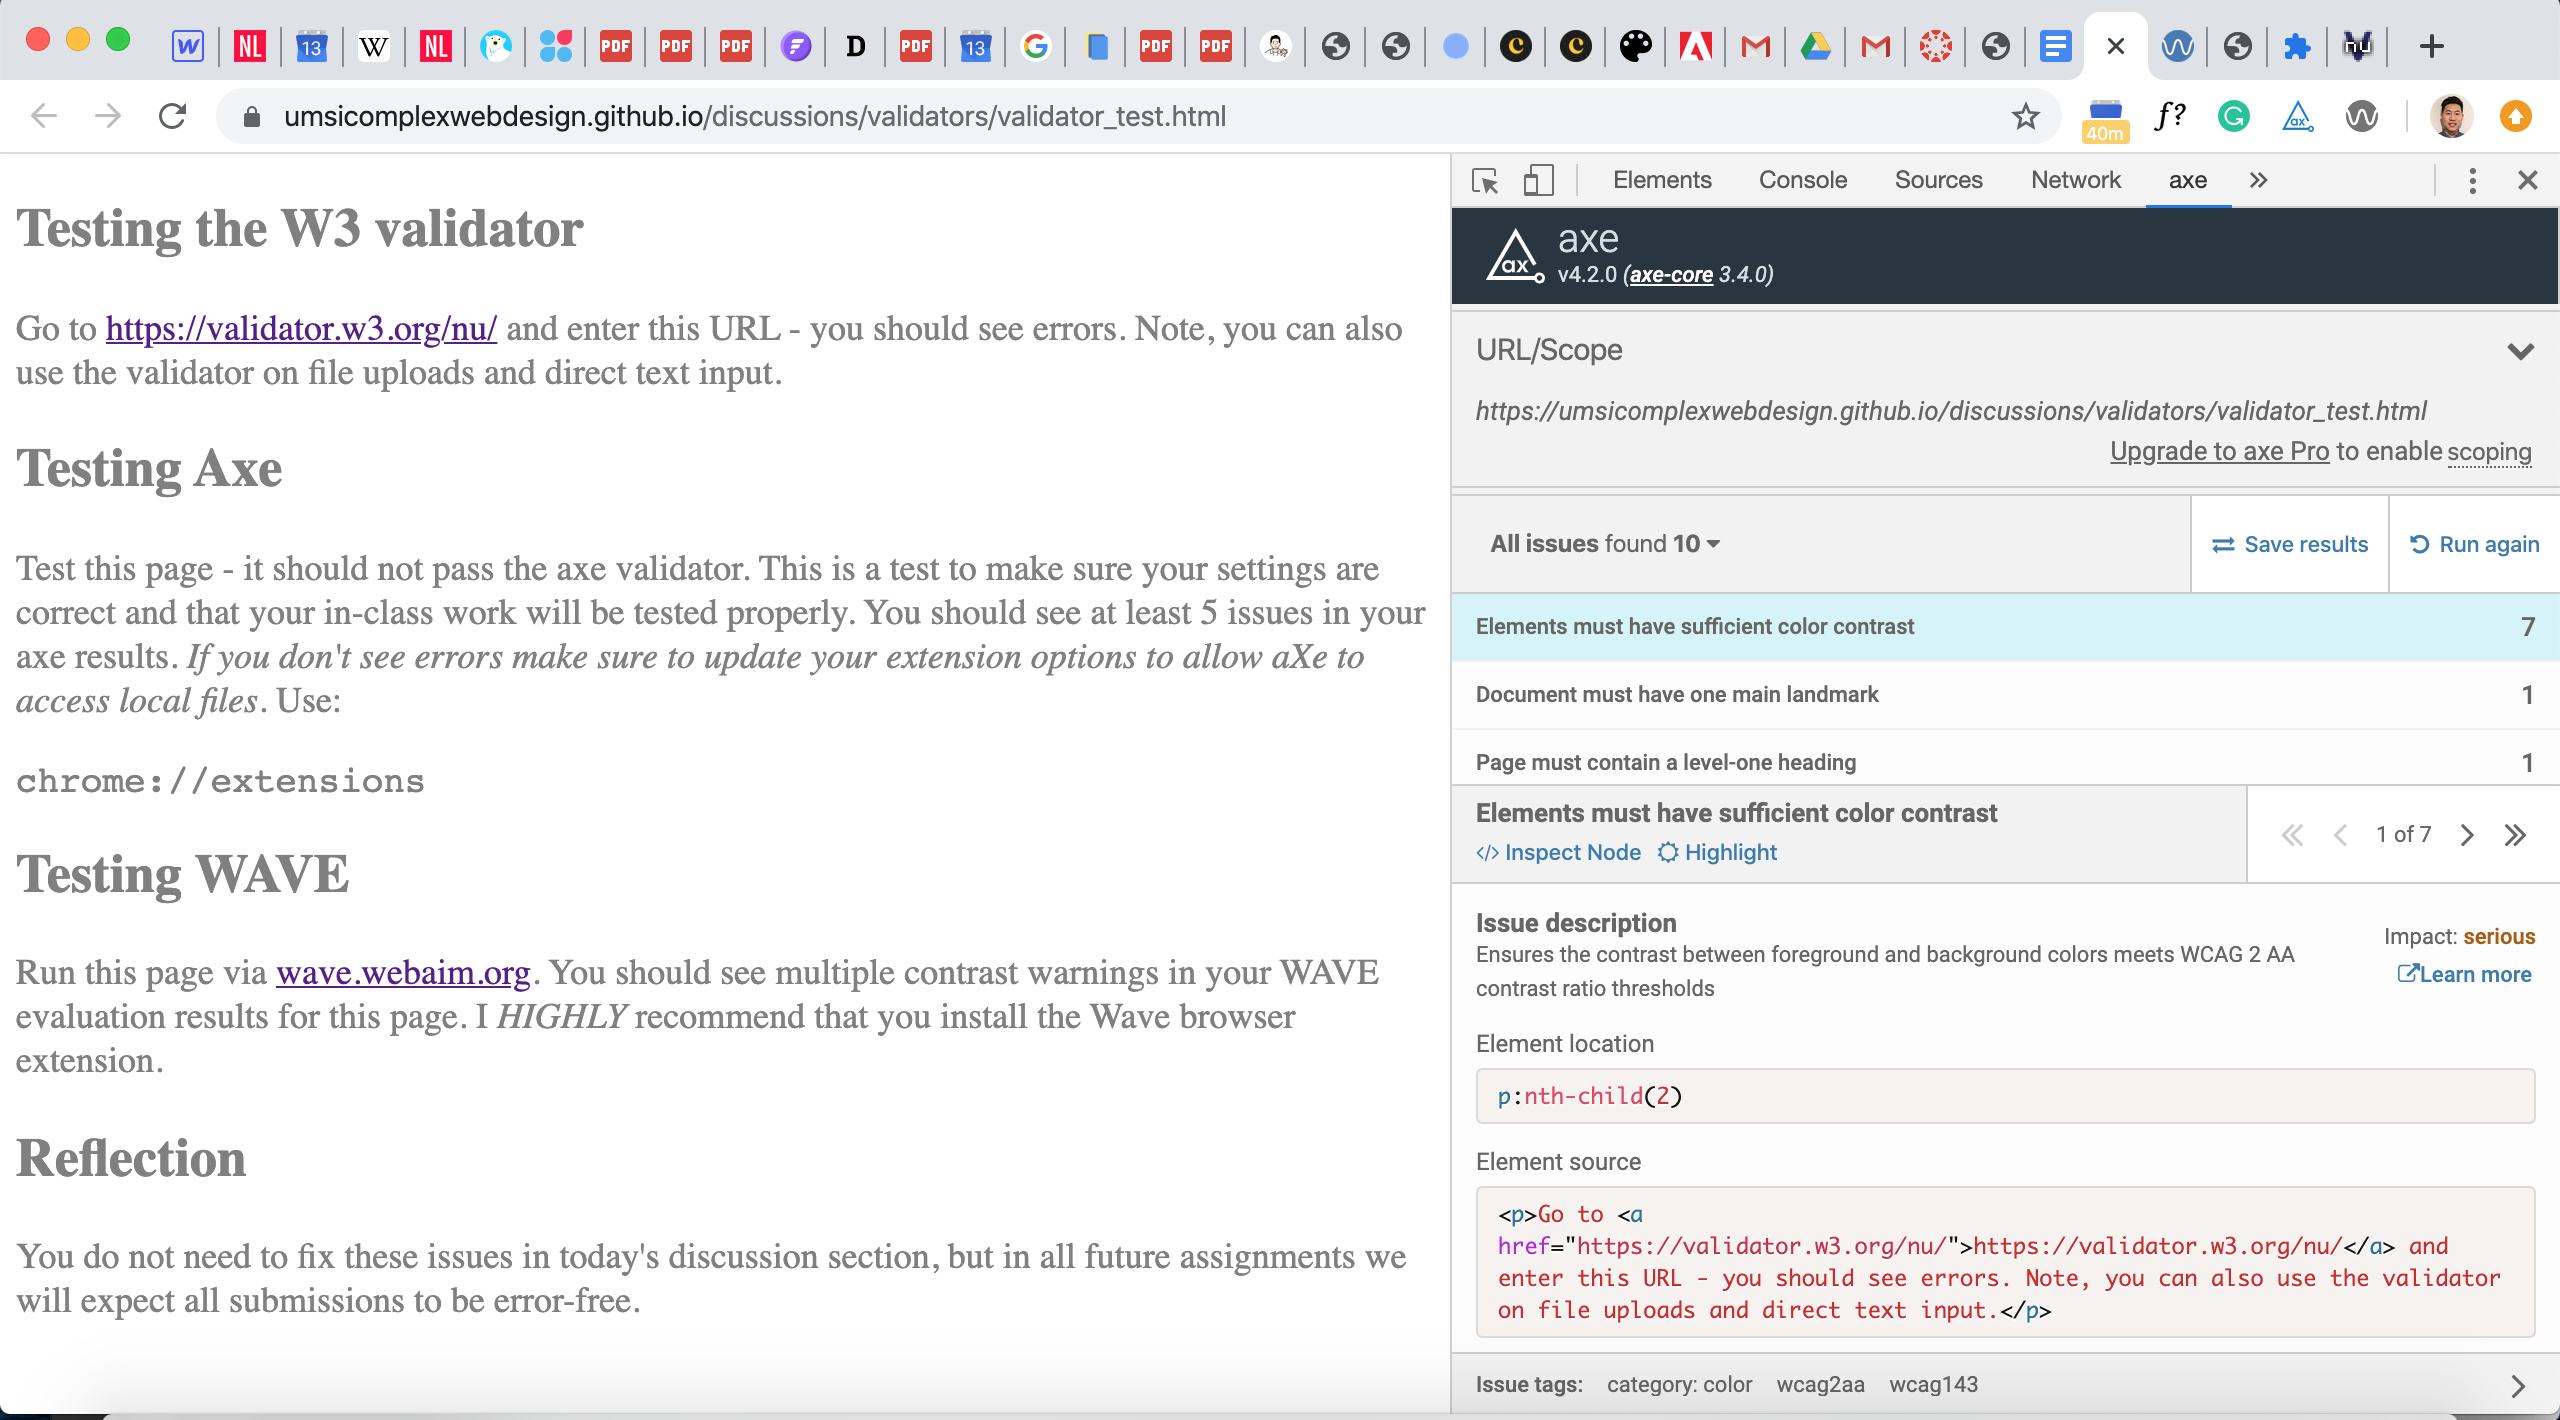 W NL 13 W NL PDF PDF PDF D PDF 13 G PDF PDF nu
umsicomplexwebdesign.github.io/discussions/validators/validator_test.html
40m f? G ax
Elements Console Sources Network axe
axe
ax
v4.2.0 (axe-core 3.4.0)
URL/Scope
https://umsicomplexwebdesign.github.io/discussions/validators/validator_test.html
Upgrade to axe Pro to enable scoping
All issues found 10
Save results
Run again
Elements must have sufficient color contrast 7
Document must have one main landmark 1
Page must contain a level-one heading 1
Elements must have sufficient color contrast
</> Inspect Node Highlight
1 of 7
Issue description
Ensures the contrast between foreground and background colors meets WCAG 2 AA
contrast ratio thresholds
Impact: serious
Learn more
Element location
p:nth-child(2)
Element source
<p>Go to <a
href="https://validator.w3.org/nu/">https://validator.w3.org/nu/</a> and
enter this URL - you should see errors. Note, you can also use the validator
on file uploads and direct text input.</p>
Issue tags: category: color wcag2aa wcag143
Testing the W3 validator
Go to https://validator.w3.org/nu/ and enter this URL - you should see errors. Note, you can also
use the validator on file uploads and direct text input.
Testing Axe
Test this page - it should not pass the axe validator. This is a test to make sure your settings are
correct and that your in-class work will be tested properly. You should see at least 5 issues in your
axe results. If you don't see errors make sure to update your extension options to allow aXe to
access local files. Use:
chrome://extensions
Testing WAVE
Run this page via wave.webaim.org. You should see multiple contrast warnings in your WAVE
evaluation results for this page. I HIGHLY recommend that you install the Wave browser
extension.
Reflection
You do not need to fix these issues in today's discussion section, but in all future assignments we
will expect all submissions to be error-free.